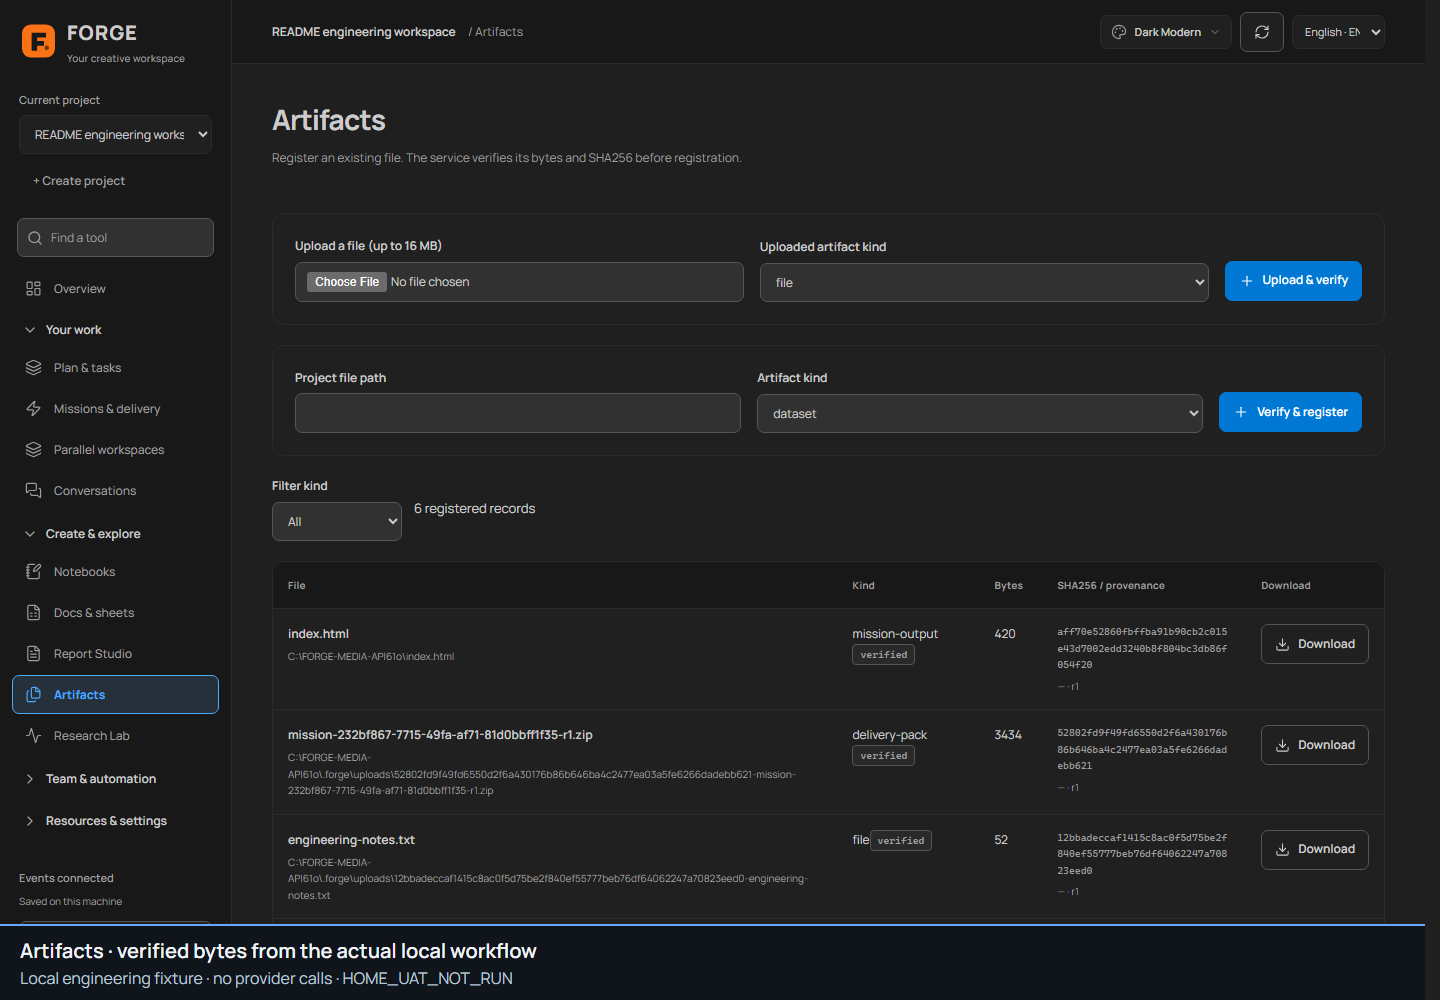 FORGE
Your creative workspace
Current project
README engineering works
+ Create project
Find a tool
Overview
Your work
Plan & tasks
Missions & delivery
Parallel workspaces
Conversations
Create & explore
Notebooks
Docs & sheets
Report Studio
Artifacts
Research Lab
Team & automation
Resources & settings
Events connected
Saved on this machine
README engineering workspace / Artifacts
Dark Modern
English · EN
Artifacts
Register an existing file. The service verifies its bytes and SHA256 before registration.
Upload a file (up to 16 MB)
Choose File No file chosen
Uploaded artifact kind
file
+ Upload & verify
Project file path
Artifact kind
dataset
+ Verify & register
Filter kind
All
6 registered records
File Kind Bytes SHA256 / provenance Download
index.html
C:\FORGE-MEDIA-API61o\index.html
mission-output
verified
420
aff70e52860fbffba91b90cb2c015
e43d7002edd3240b8f804bc3db86f
054f20
— · r1
Download
mission-232bf867-7715-49fa-af71-81d0bbff1f35-r1.zip
C:\FORGE-MEDIA-
API61o\.forge\uploads\52802fd9f49fd6550d2f6a430176b86b646ba4c2477ea03a5fe6266dadebb621-mission-
232bf867-7715-49fa-af71-81d0bbff1f35-r1.zip
delivery-pack
verified
3434
52802fd9f49fd6550d2f6a430176b
86b646ba4c2477ea03a5fe6266dad
ebb621
— · r1
Download
engineering-notes.txt
C:\FORGE-MEDIA-
API61o\.forge\uploads\12bbadeccaf1415c8ac0f5d75be2f840ef55777beb76df64062247a70823eed0-engineering-
notes.txt
file verified
52
12bbadeccaf1415c8ac0f5d75be2f
840ef55777beb76df64062247a708
23eed0
— · r1
Download
Artifacts · verified bytes from the actual local workflow
Local engineering fixture · no provider calls · HOME_UAT_NOT_RUN